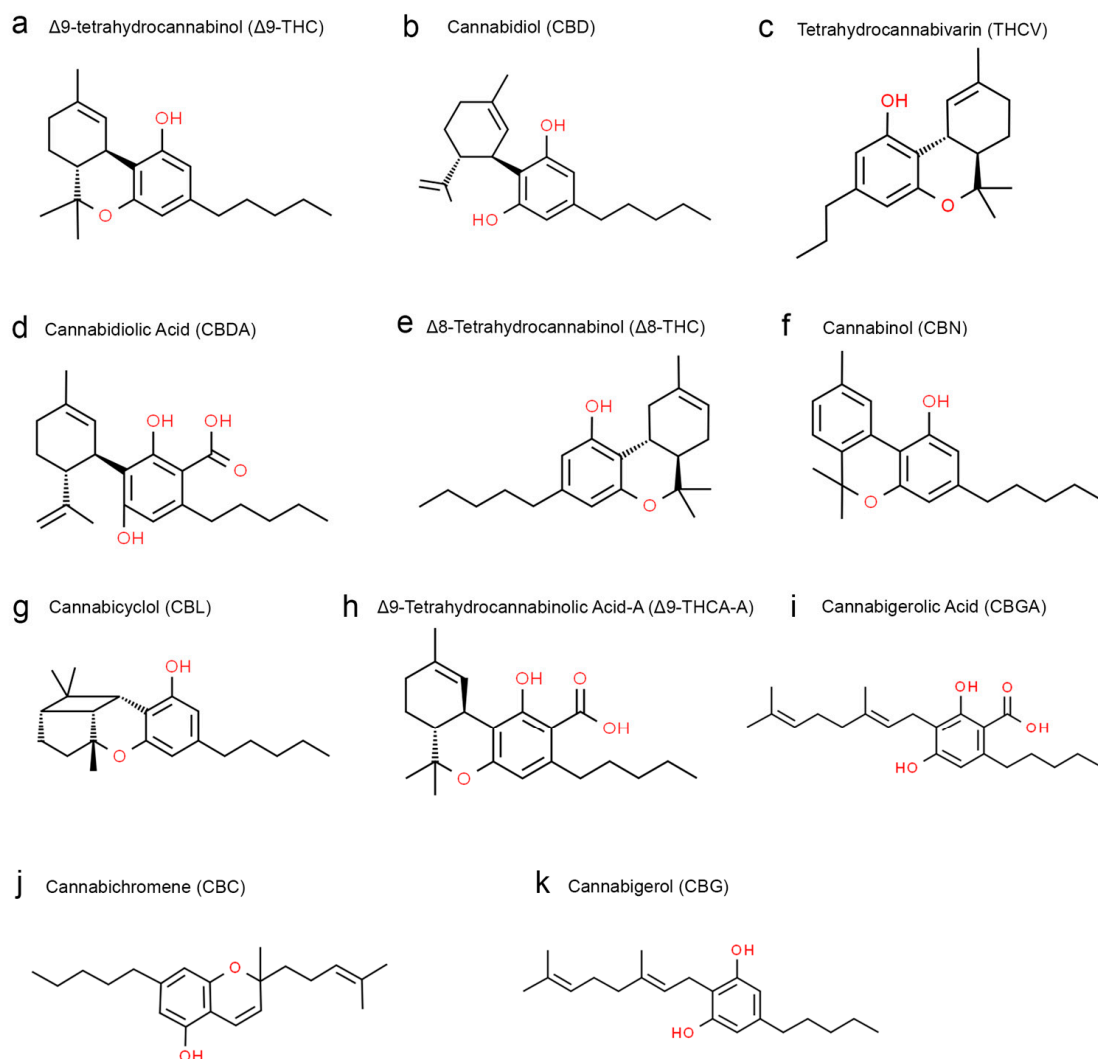 a Δ9-tetrahydrocannabinol (Δ9-THC)
b Cannabidiol (CBD)
c Tetrahydrocannabivarin (THCV)
OH
O
OH
HO
OH
O
d Cannabidiolic Acid (CBDA)
e Δ8-Tetrahydrocannabinol (Δ8-THC)
f Cannabinol (CBN)
OH
OH
O
OH
OH
O
OH
O
g Cannabicyclol (CBL)
h Δ9-Tetrahydrocannabinolic Acid-A (Δ9-THCA-A)
i Cannabigerolic Acid (CBGA)
OH
O
OH
O
OH
O
OH
O
OH
HO
j Cannabichromene (CBC)
k Cannabigerol (CBG)
O
OH
OH
HO